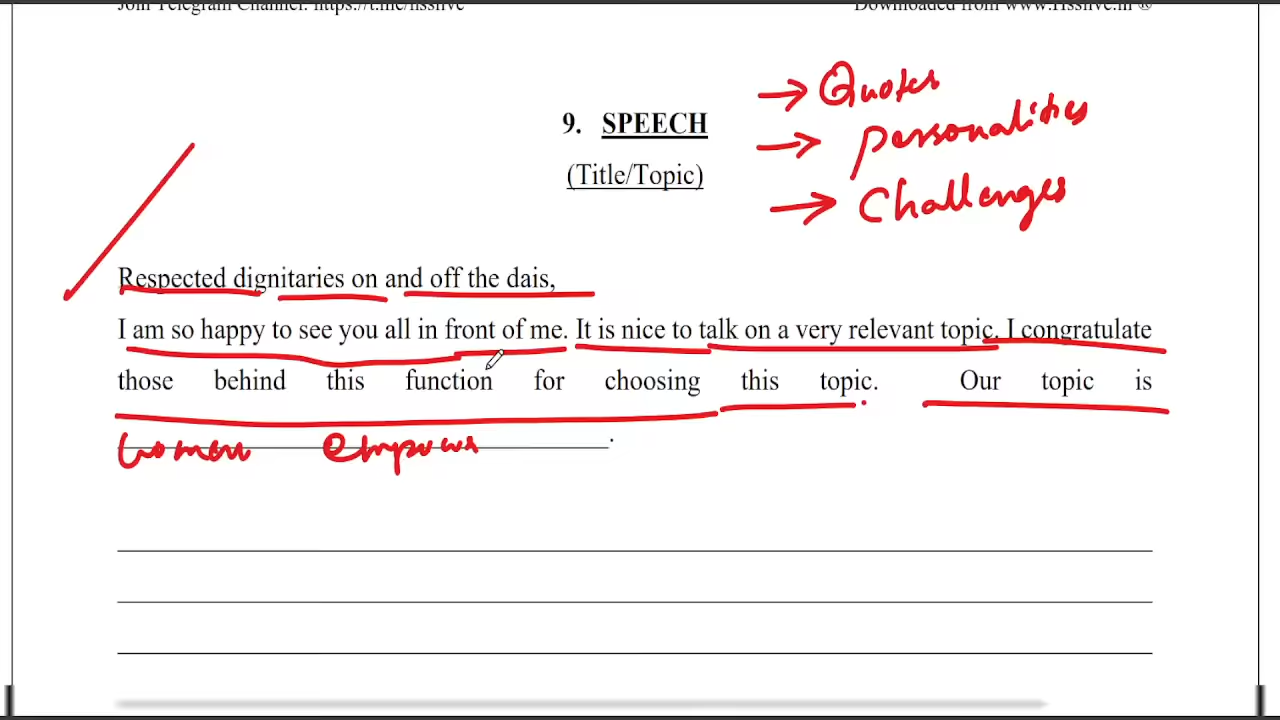 Join Telegram Channel: https://t.me/hsslive Downloaded from www.Hsslive.in ®
→ Quotes
9. SPEECH
→ Personalities
(Title/Topic)
→ Challenges
Respected dignitaries on and off the dais,
I am so happy to see you all in front of me. It is nice to talk on a very relevant topic. I congratulate
those behind this function for choosing this topic. Our topic is
women empower .